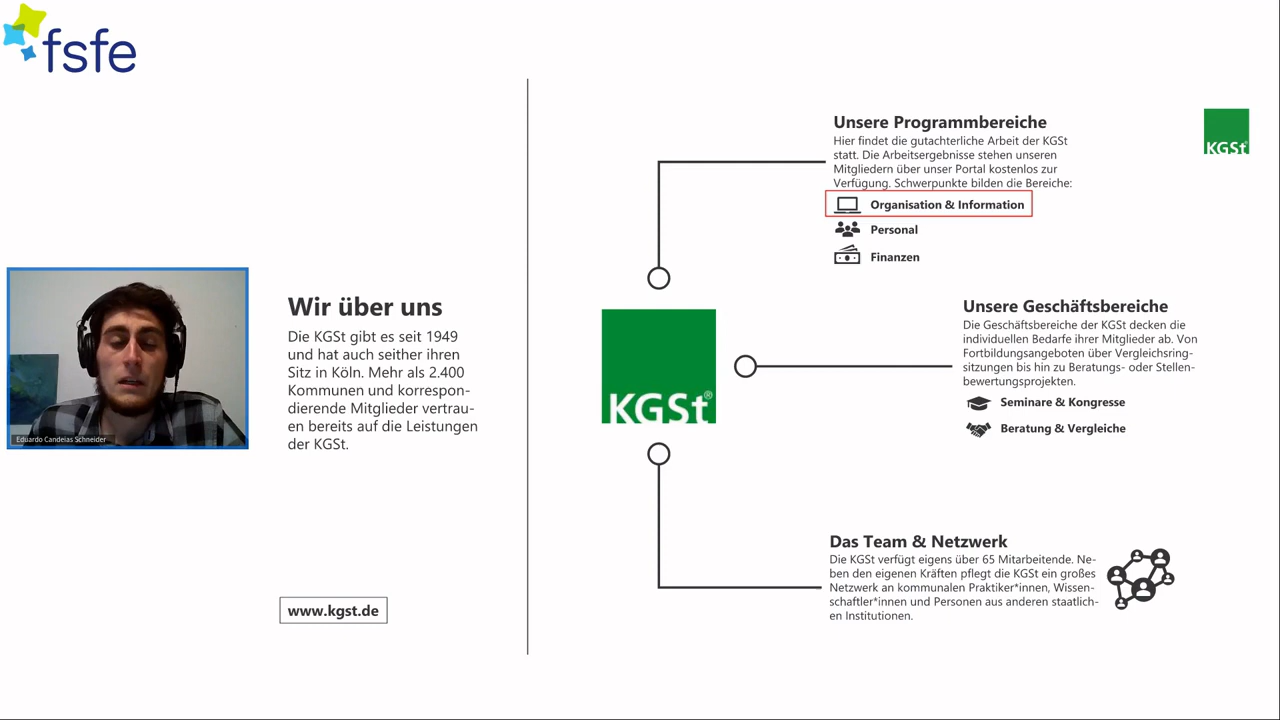 fsfe
Eduardo Candeias Schneider
Wir über uns
Die KGSt gibt es seit 1949
und hat auch seither ihren
Sitz in Köln. Mehr als 2.400
Kommunen und korrespon-
dierende Mitglieder vertrau-
en bereits auf die Leistungen
der KGSt.
www.kgst.de
KGSt®
Unsere Programmbereiche
Hier findet die gutachterliche Arbeit der KGSt
statt. Die Arbeitsergebnisse stehen unseren
Mitgliedern über unser Portal kostenlos zur
Verfügung. Schwerpunkte bilden die Bereiche:
Organisation & Information
Personal
Finanzen
KGSt
Unsere Geschäftsbereiche
Die Geschäftsbereiche der KGSt decken die
individuellen Bedarfe ihrer Mitglieder ab. Von
Fortbildungsangeboten über Vergleichsring-
sitzungen bis hin zu Beratungs- oder Stellen-
bewertungsprojekten.
Seminare & Kongresse
Beratung & Vergleiche
Das Team & Netzwerk
Die KGSt verfügt eigens über 65 Mitarbeitende. Ne-
ben den eigenen Kräften pflegt die KGSt ein großes
Netzwerk an kommunalen Praktiker*innen, Wissen-
schaftler*innen und Personen aus anderen staatlich-
en Institutionen.